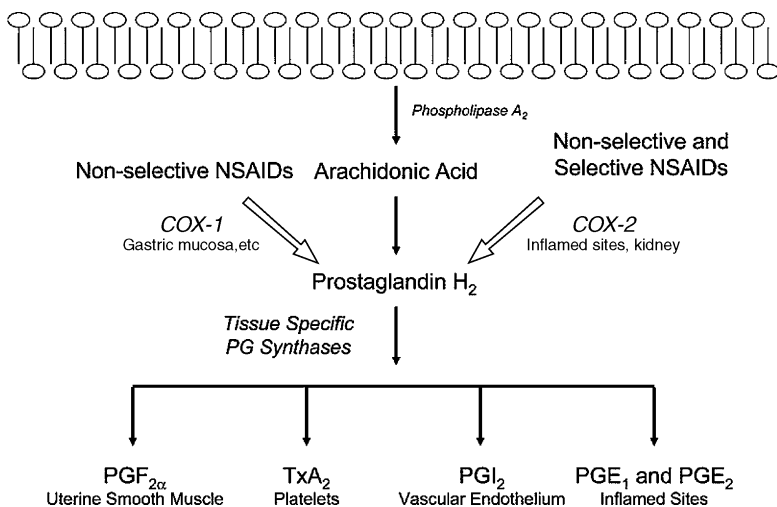 Phospholipase A₂
Non-selective NSAIDs
Arachidonic Acid
Non-selective and
Selective NSAIDs
COX-1
Gastric mucosa,etc
COX-2
Inflamed sites, kidney
Prostaglandin H₂
Tissue Specific
PG Synthases
PGF₂α
Uterine Smooth Muscle
TxA₂
Platelets
PGI₂
Vascular Endothelium
PGE₁ and PGE₂
Inflamed Sites